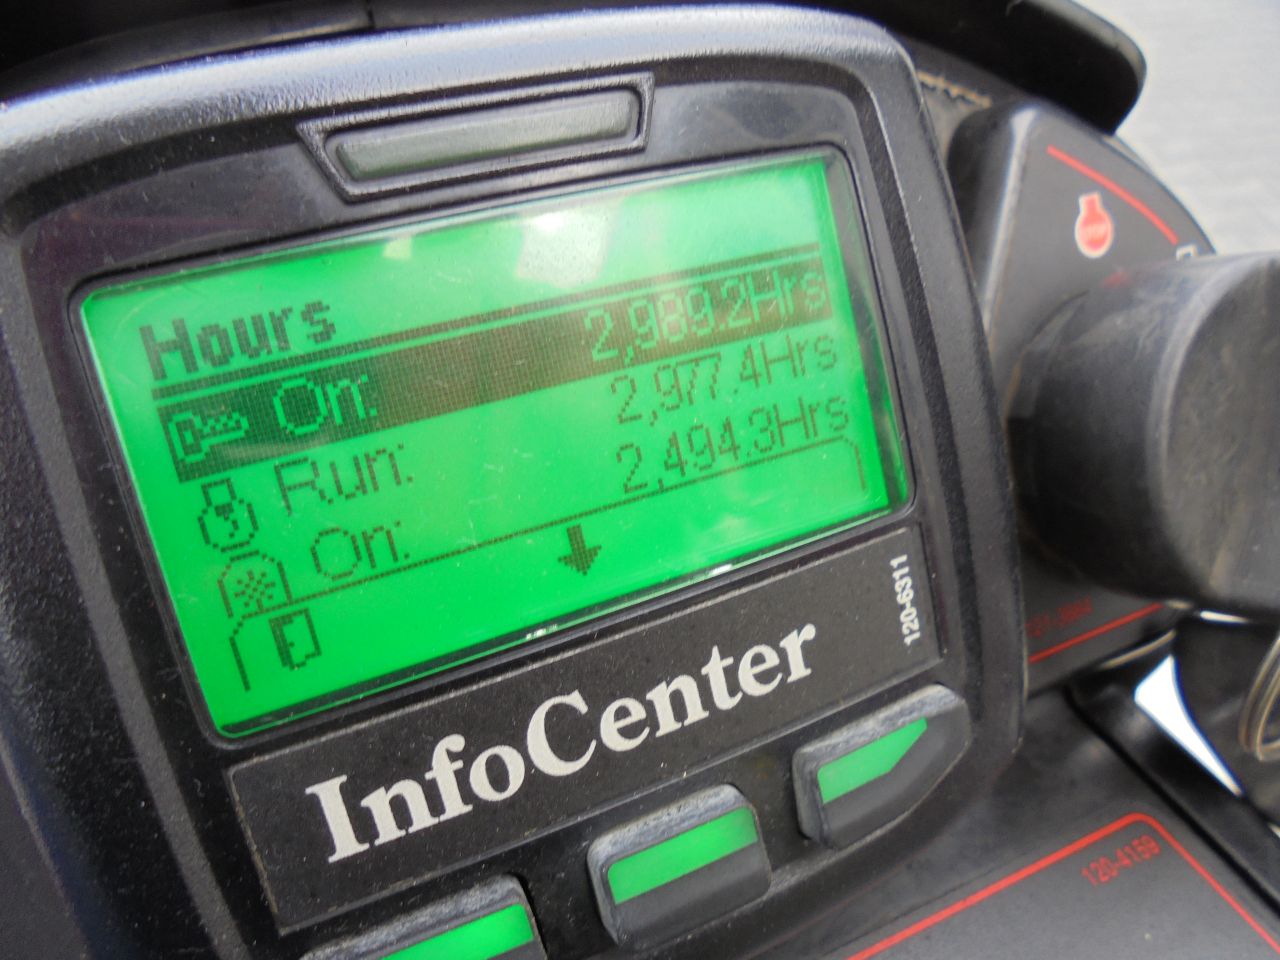 Hours
On: 2,989.2Hrs
Run: 2,977.4Hrs
On: 2,494.3Hrs
120-6311
InfoCenter
120-4159